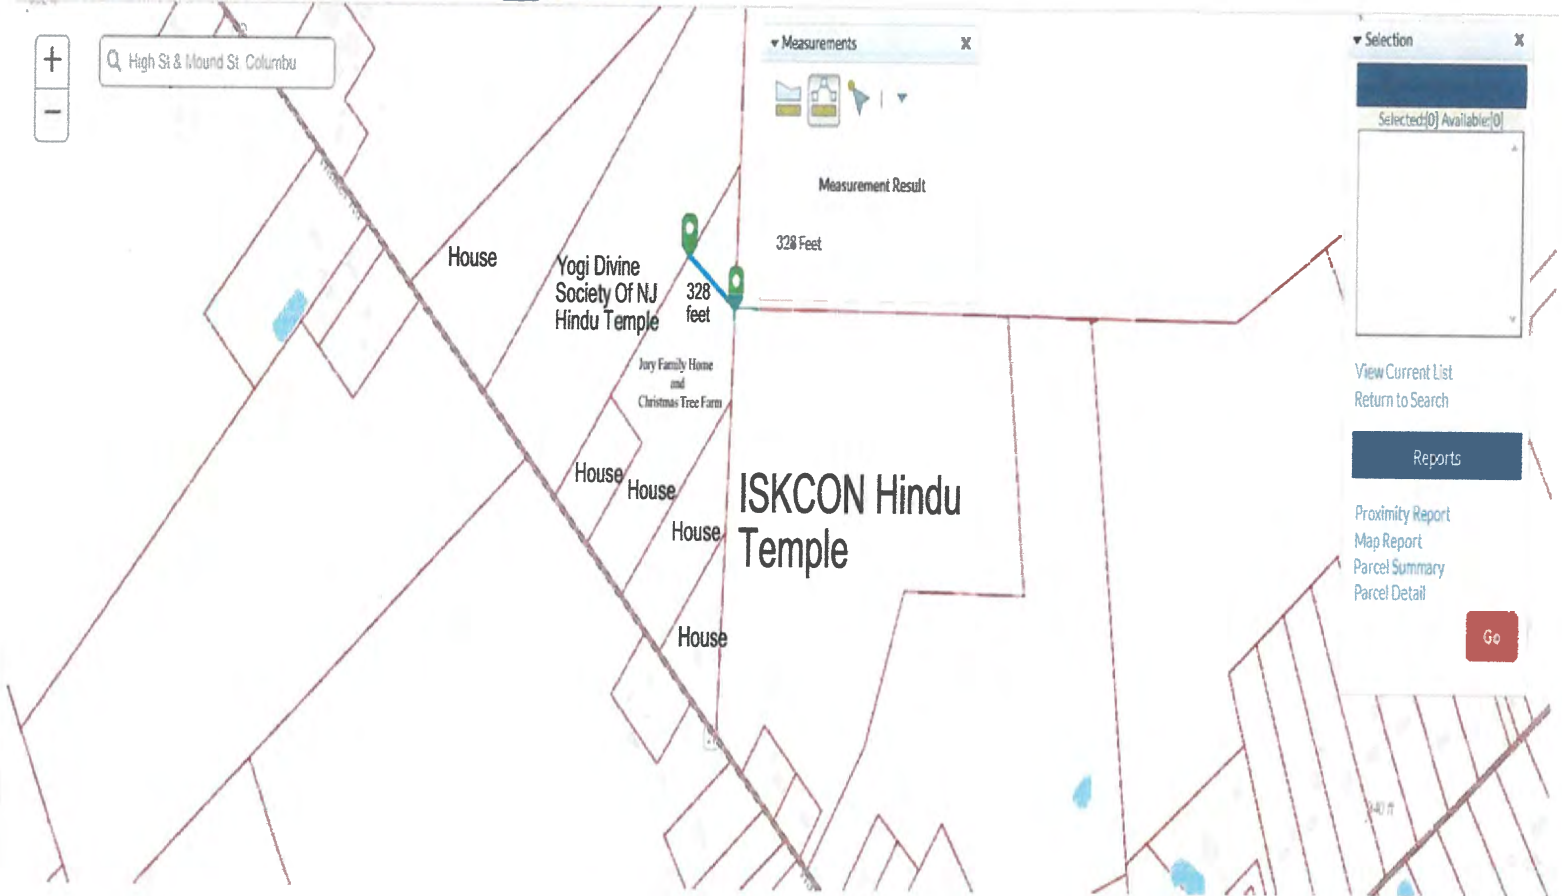 +
−
High St & Mound St Columbu
Measurements
X
Measurement Result
328 Feet
Selection
X
Selected:[0] Available:[0]
View Current List
Return to Search
Reports
Proximity Report
Map Report
Parcel Summary
Parcel Detail
Go
House
Yogi Divine
Society Of NJ
Hindu Temple
328
feet
Jury Family Home
and
Christmas Tree Farm
House
House
House
House
ISKCON Hindu
Temple